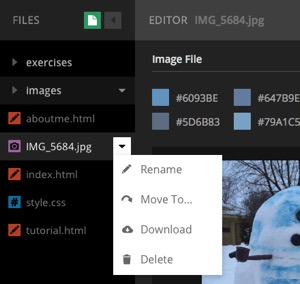 FILES
EDITOR IMG_5684.jpg
exercises
images
aboutme.html
IMG_5684.jpg
index.html
style.css
tutorial.html
Rename
Move To...
Download
Delete
Image File
#6093BE #647B9E
#5D6B83 #79A1C5